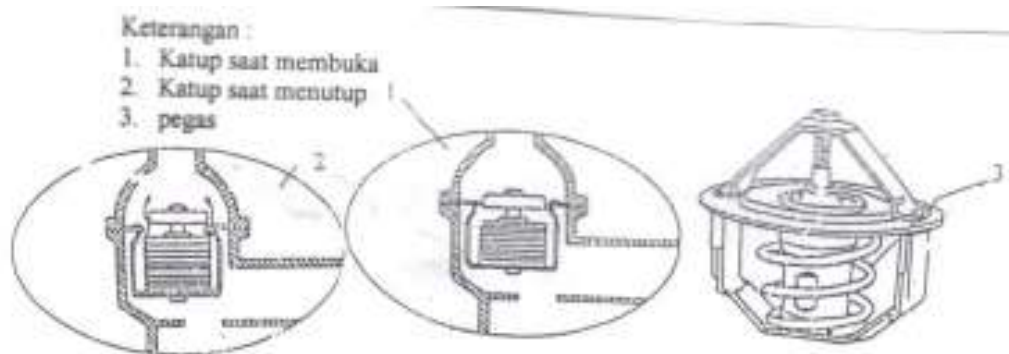 Keterangan :
1. Katup saat membuka
2. Katup saat menutup
3. pegas
1
2
3